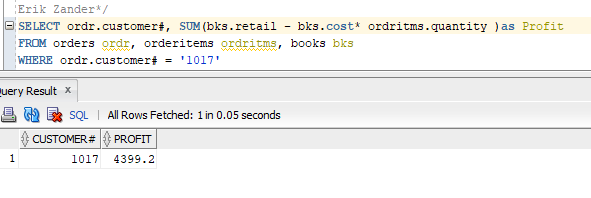 Erik Zander*/
SELECT ordr.customer#, SUM(bks.retail - bks.cost* ordritms.quantity )as Profit
FROM orders ordr, orderitems ordritms, books bks
WHERE ordr.customer# = '1017'
Query Result x
SQL | All Rows Fetched: 1 in 0.05 seconds
CUSTOMER# PROFIT
1 1017 4399.2